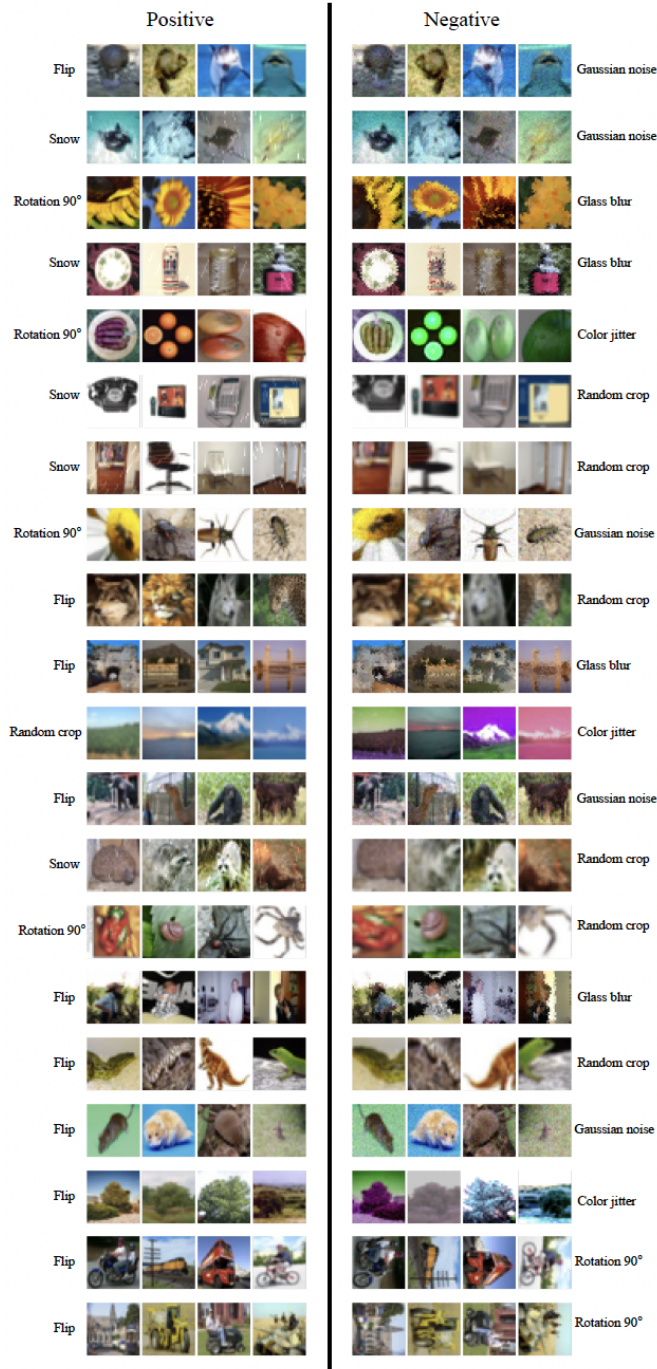 Positive Negative
Flip Gaussian noise
Snow Gaussian noise
Rotation 90° Glass blur
Snow Glass blur
Rotation 90° Color jitter
Snow Random crop
Snow Random crop
Rotation 90° Gaussian noise
Flip Random crop
Flip Glass blur
Random crop Color jitter
Flip Gaussian noise
Snow Random crop
Rotation 90° Random crop
Flip Glass blur
Flip Random crop
Flip Gaussian noise
Flip Color jitter
Flip Rotation 90°
Flip Rotation 90°